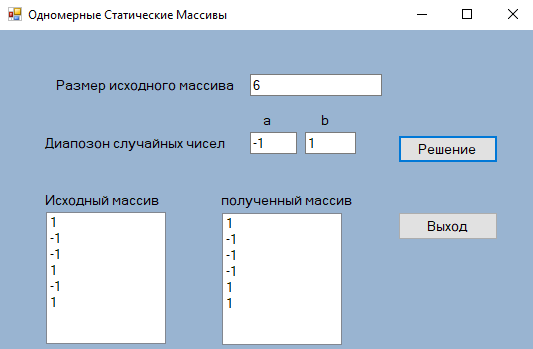 Одномерные Статические Массивы
Размер исходного массива 6
a b
Диапозон случайных чисел -1 1
Решение
Исходный массив полученный массив
1 1
-1 -1
-1 -1
1 -1
-1 1
1 1
Выход